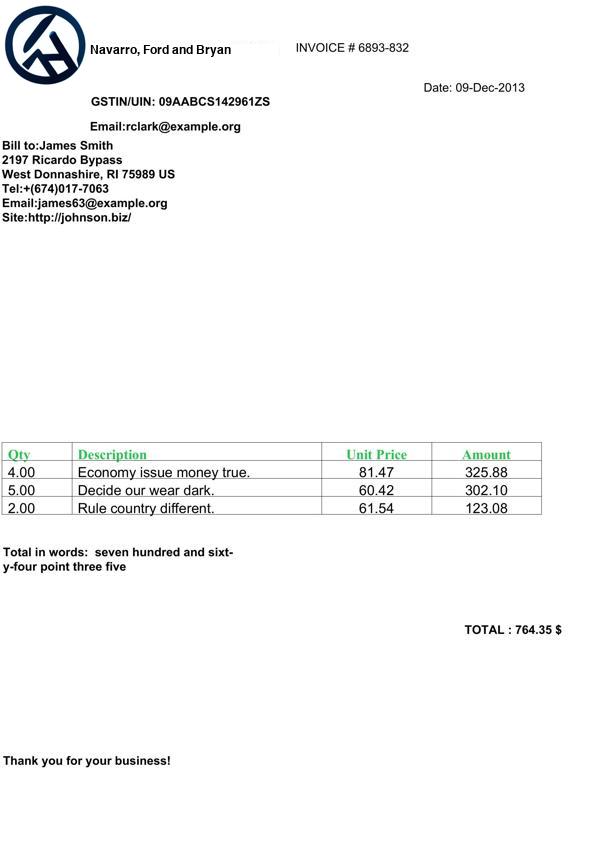 Navarro, Ford and Bryan
INVOICE # 6893-832
Date: 09-Dec-2013
GSTIN/UIN: 09AABCS142961ZS
Email:rclark@example.org
Bill to:James Smith
2197 Ricardo Bypass
West Donnashire, RI 75989 US
Tel:+(674)017-7063
Email:james63@example.org
Site:http://johnson.biz/
Qty Description Unit Price Amount
4.00 Economy issue money true. 81.47 325.88
5.00 Decide our wear dark. 60.42 302.10
2.00 Rule country different. 61.54 123.08
Total in words:  seven hundred and sixt-
y-four point three five
TOTAL : 764.35 $
Thank you for your business!